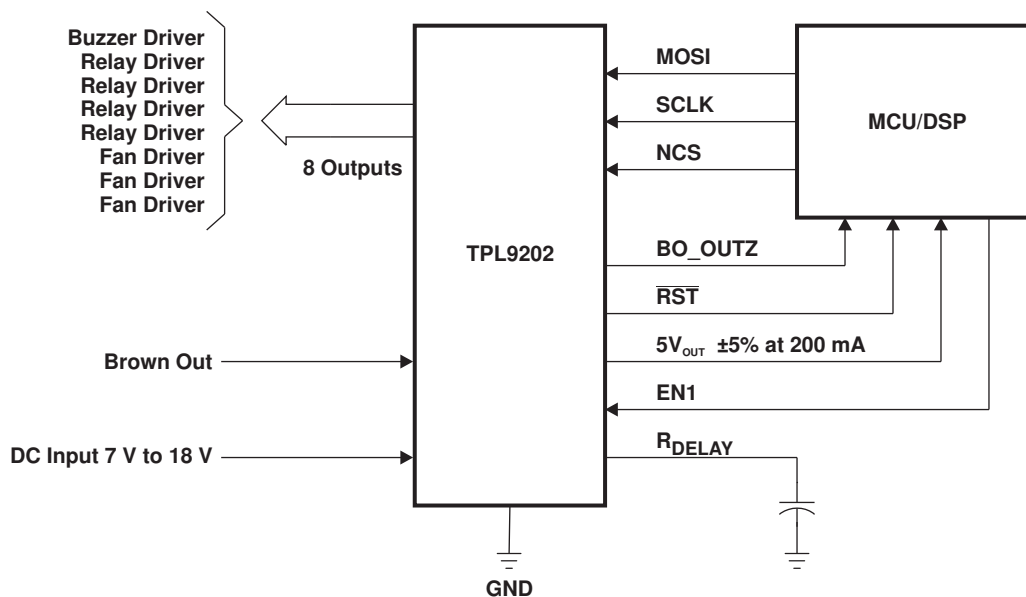 Buzzer Driver
Relay Driver
Relay Driver
Relay Driver
Relay Driver
Fan Driver
Fan Driver
Fan Driver
8 Outputs
Brown Out
DC Input 7 V to 18 V
TPL9202
GND
MOSI
SCLK
NCS
BO_OUTZ
RST
5VOUT ±5% at 200 mA
EN1
RDELAY
MCU/DSP